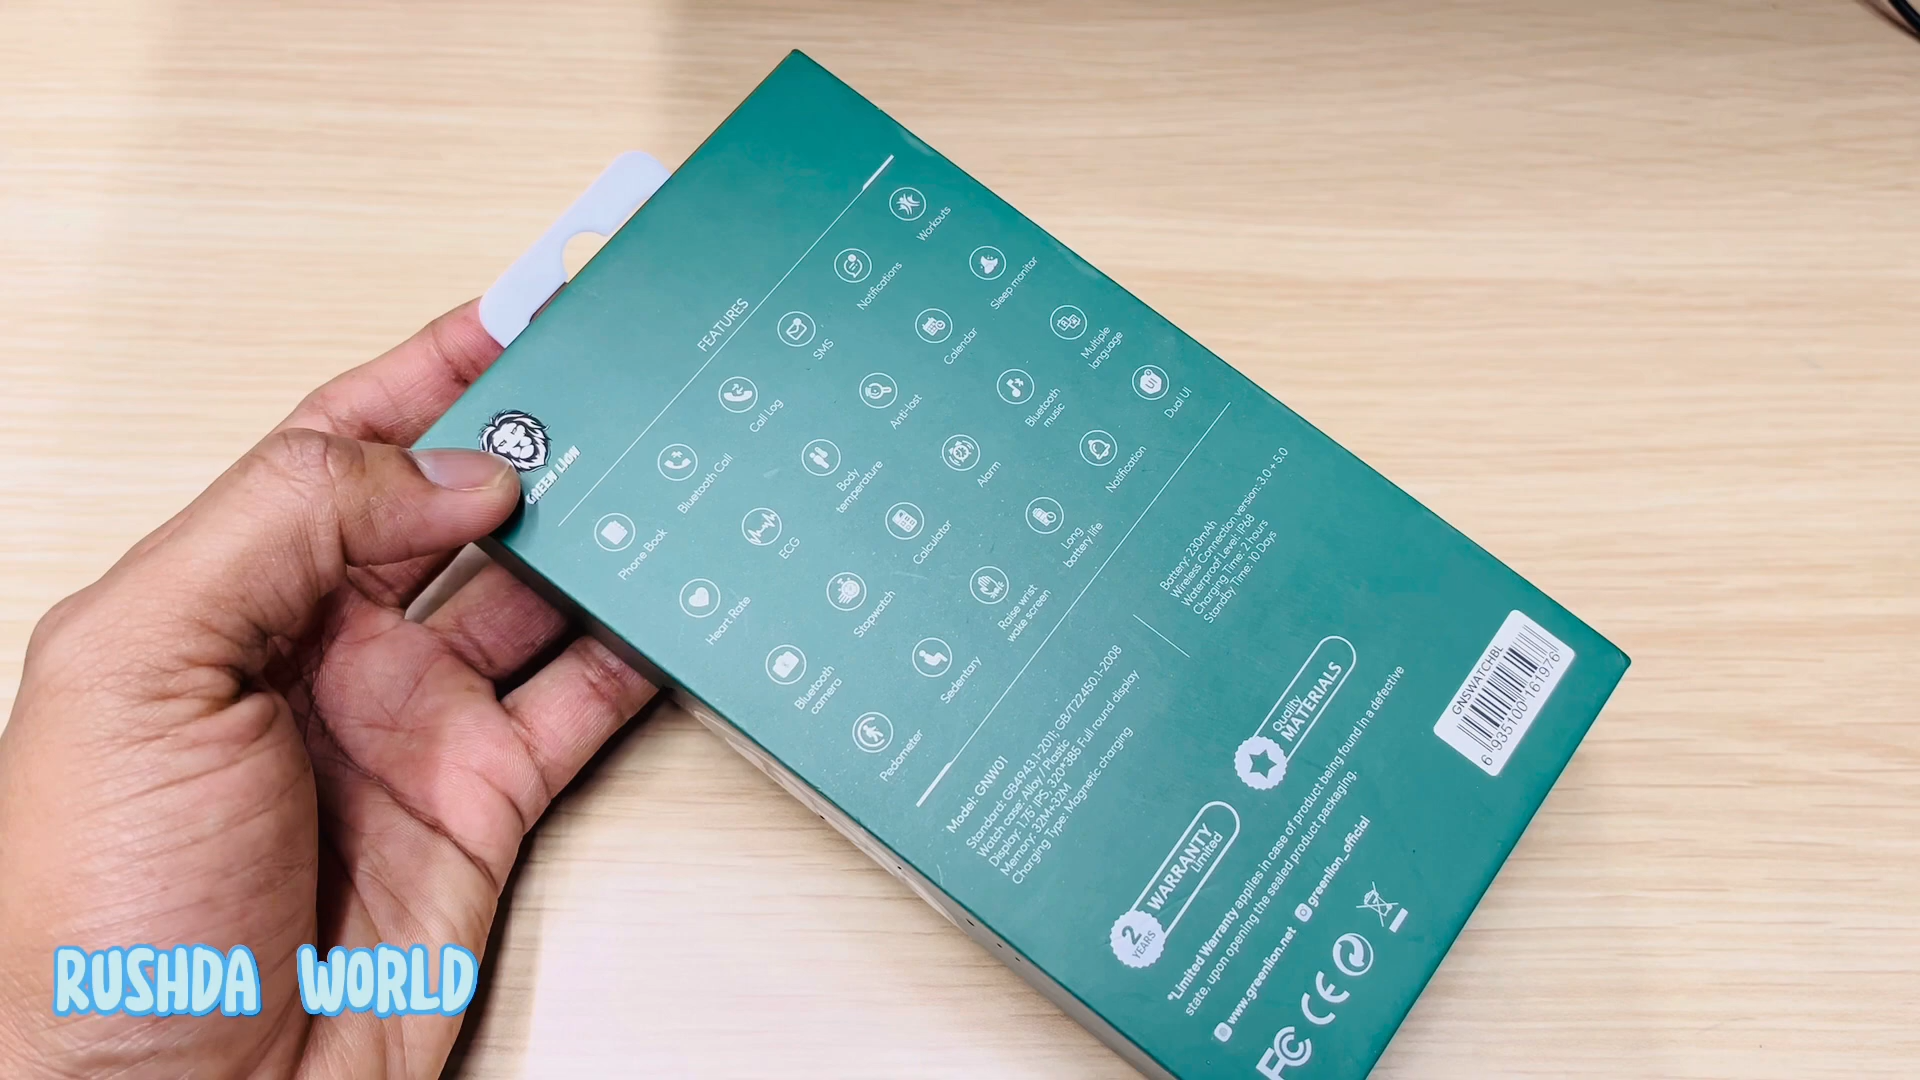 GREEN LION
FEATURES
Phone Book
Bluetooth Call
Call Log
SMS
Notifications
Workouts
Heart Rate
ECG
Body
temperature
Anti-lost
Calendar
Sleep monitor
Bluetooth
camera
Stopwatch
Calculator
Alarm
Bluetooth
music
Multiple
language
Pedometer
Sedentary
Raise wrist
wake screen
Long
battery life
Notification
UI
Dual UI
Model: GNW01
Standard: GB4943.1-2011; GB/T22450.1-2008
Watch case: Alloy / Plastic
Display: 1.75' IPS, 320*385 Full round display
Memory: 32M+32M
Charging Type: Magnetic charging
Battery: 230mAh
Wireless Connection version: 3.0 + 5.0
Waterproof Level: IP68
Charging Time: 2 hours
Standby Time: 10 Days
2
YEARS
WARRANTY
Limited
Quality
MATERIALS
*Limited Warranty applies in case of product being found in a defective
state, upon opening the sealed product packaging.
www.greenlion.net greenlion_official
FC CE
GNSWATCHBL
6 935100 161976
RUSHDA WORLD